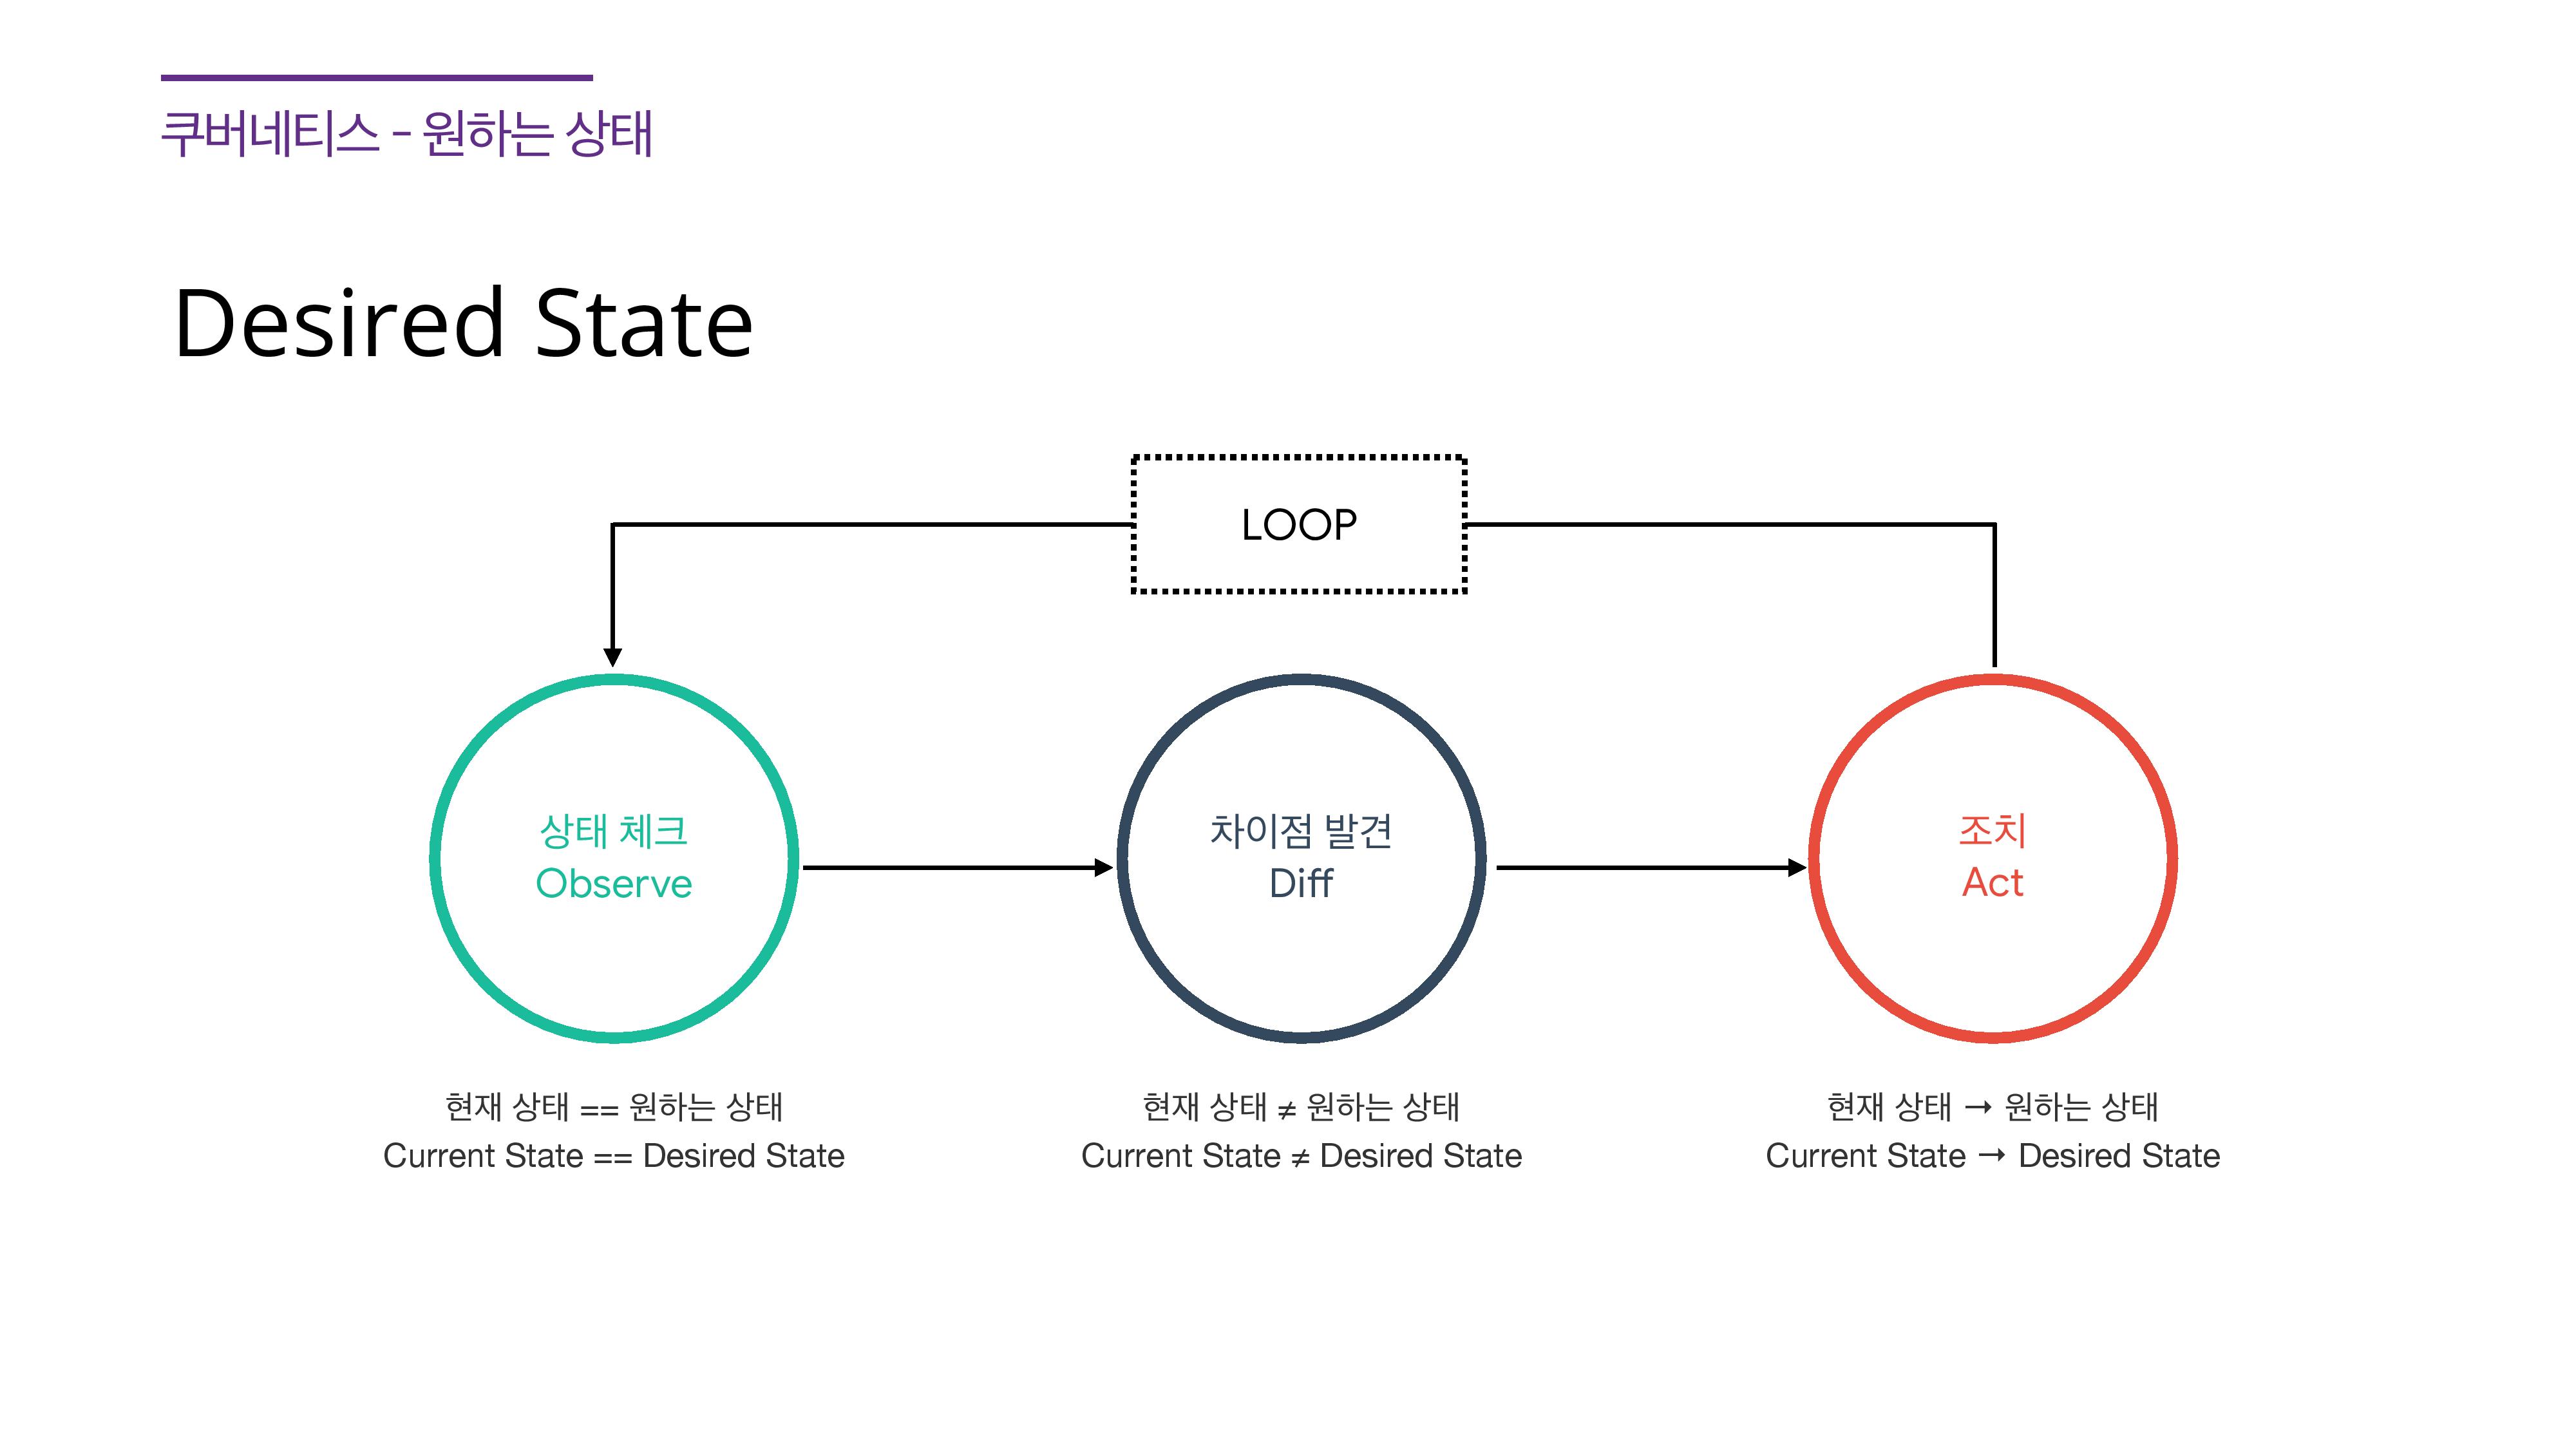 쿠버네티스 - 원하는 상태
Desired State
LOOP
상태 체크
Observe
차이점 발견
Diff
조치
Act
현재 상태 == 원하는 상태
Current State == Desired State
현재 상태 ≠ 원하는 상태
Current State ≠ Desired State
현재 상태 → 원하는 상태
Current State → Desired State